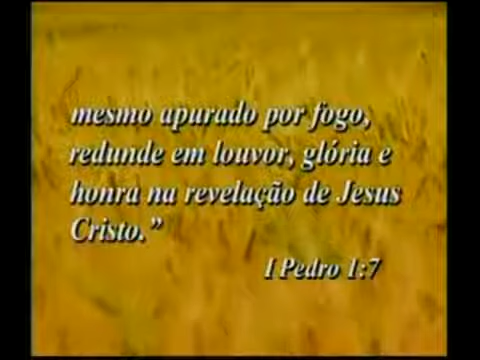 mesmo apurado por fogo,
redunde em louvor, glória e
honra na revelação de Jesus
Cristo.”
I Pedro 1:7